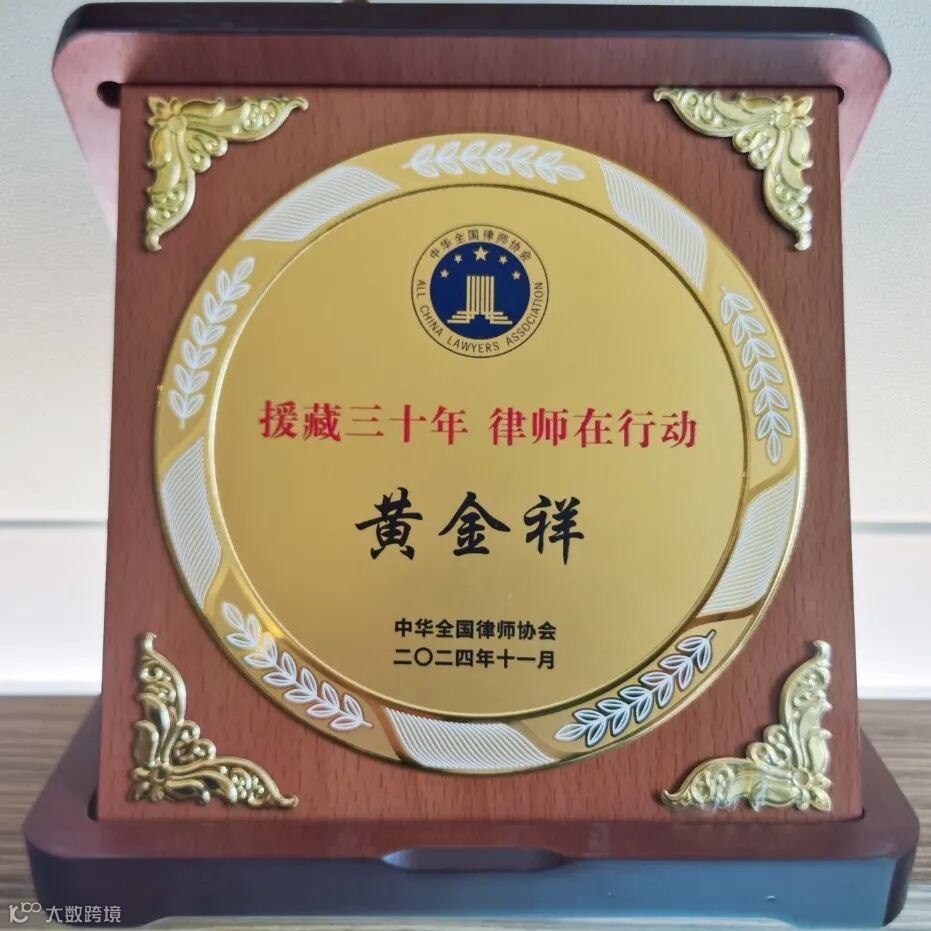 中华全国律师协会
ALL CHINA LAWYERS ASSOCIATION
援藏三十年 律师在行动
黄金祥
中华全国律师协会
二〇二四年十一月
大数跨境